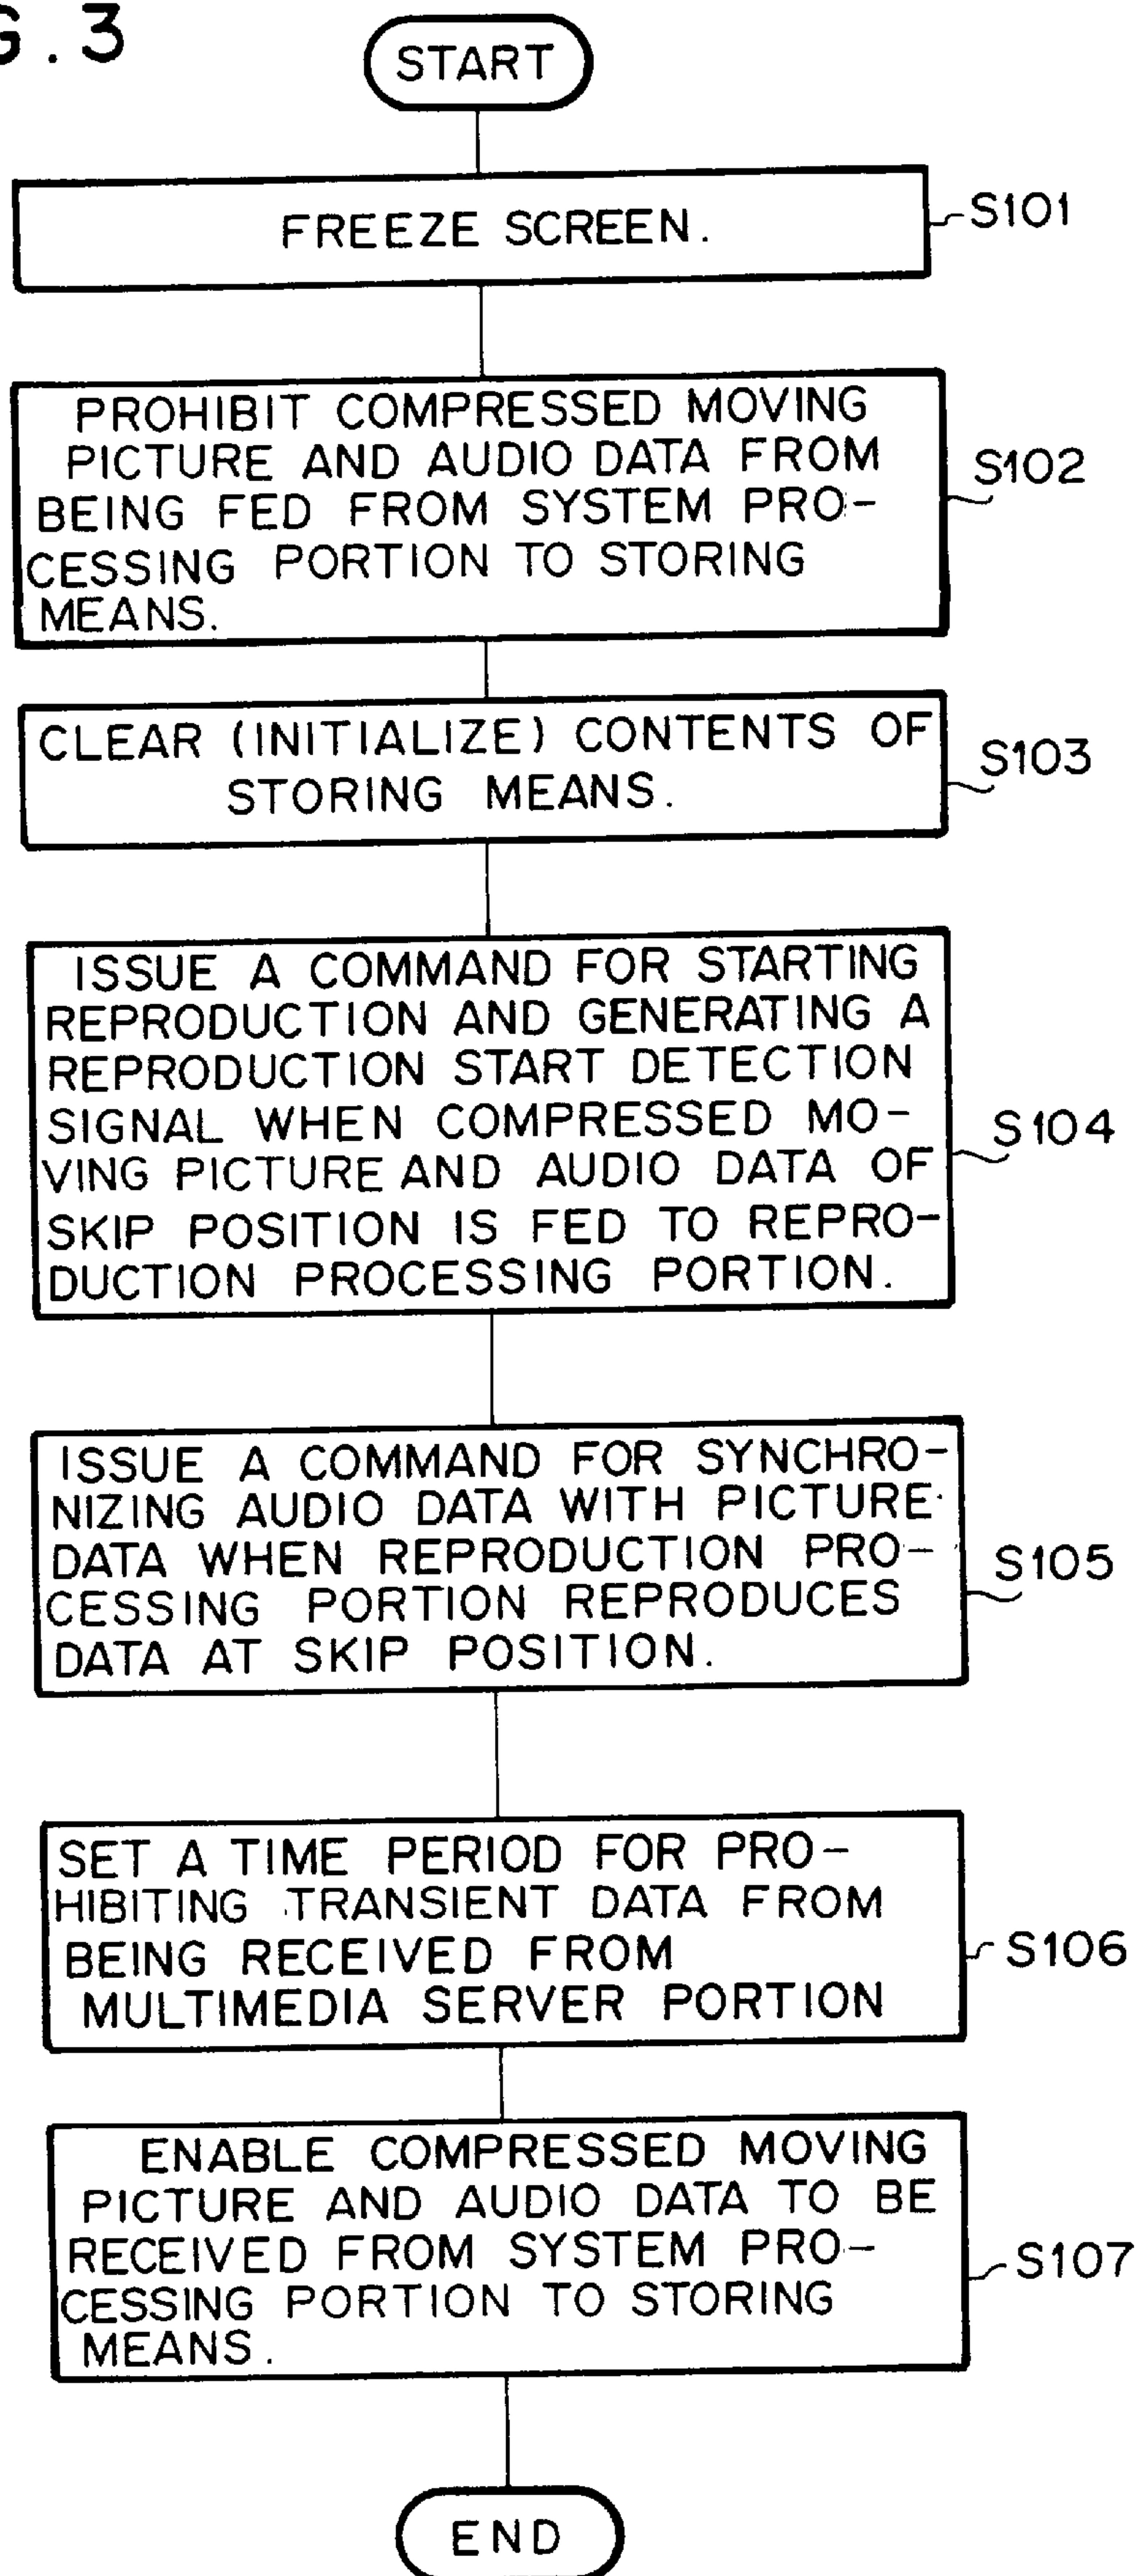 G.3
START
FREEZE SCREEN.
S101
PROHIBIT COMPRESSED MOVING
PICTURE AND AUDIO DATA FROM
BEING FED FROM SYSTEM PRO-
CESSING PORTION TO STORING
MEANS.
S102
CLEAR (INITIALIZE) CONTENTS OF
STORING MEANS.
S103
ISSUE A COMMAND FOR STARTING
REPRODUCTION AND GENERATING A
REPRODUCTION START DETECTION
SIGNAL WHEN COMPRESSED MO-
VING PICTURE AND AUDIO DATA OF
SKIP POSITION IS FED TO REPRO-
DUCTION PROCESSING PORTION.
S104
ISSUE A COMMAND FOR SYNCHRO-
NIZING AUDIO DATA WITH PICTURE
DATA WHEN REPRODUCTION PRO-
CESSING PORTION REPRODUCES
DATA AT SKIP POSITION.
S105
SET A TIME PERIOD FOR PRO-
HIBITING TRANSIENT DATA FROM
BEING RECEIVED FROM
MULTIMEDIA SERVER PORTION
S106
ENABLE COMPRESSED MOVING
PICTURE AND AUDIO DATA TO BE
RECEIVED FROM SYSTEM PRO-
CESSING PORTION TO STORING
MEANS.
S107
END